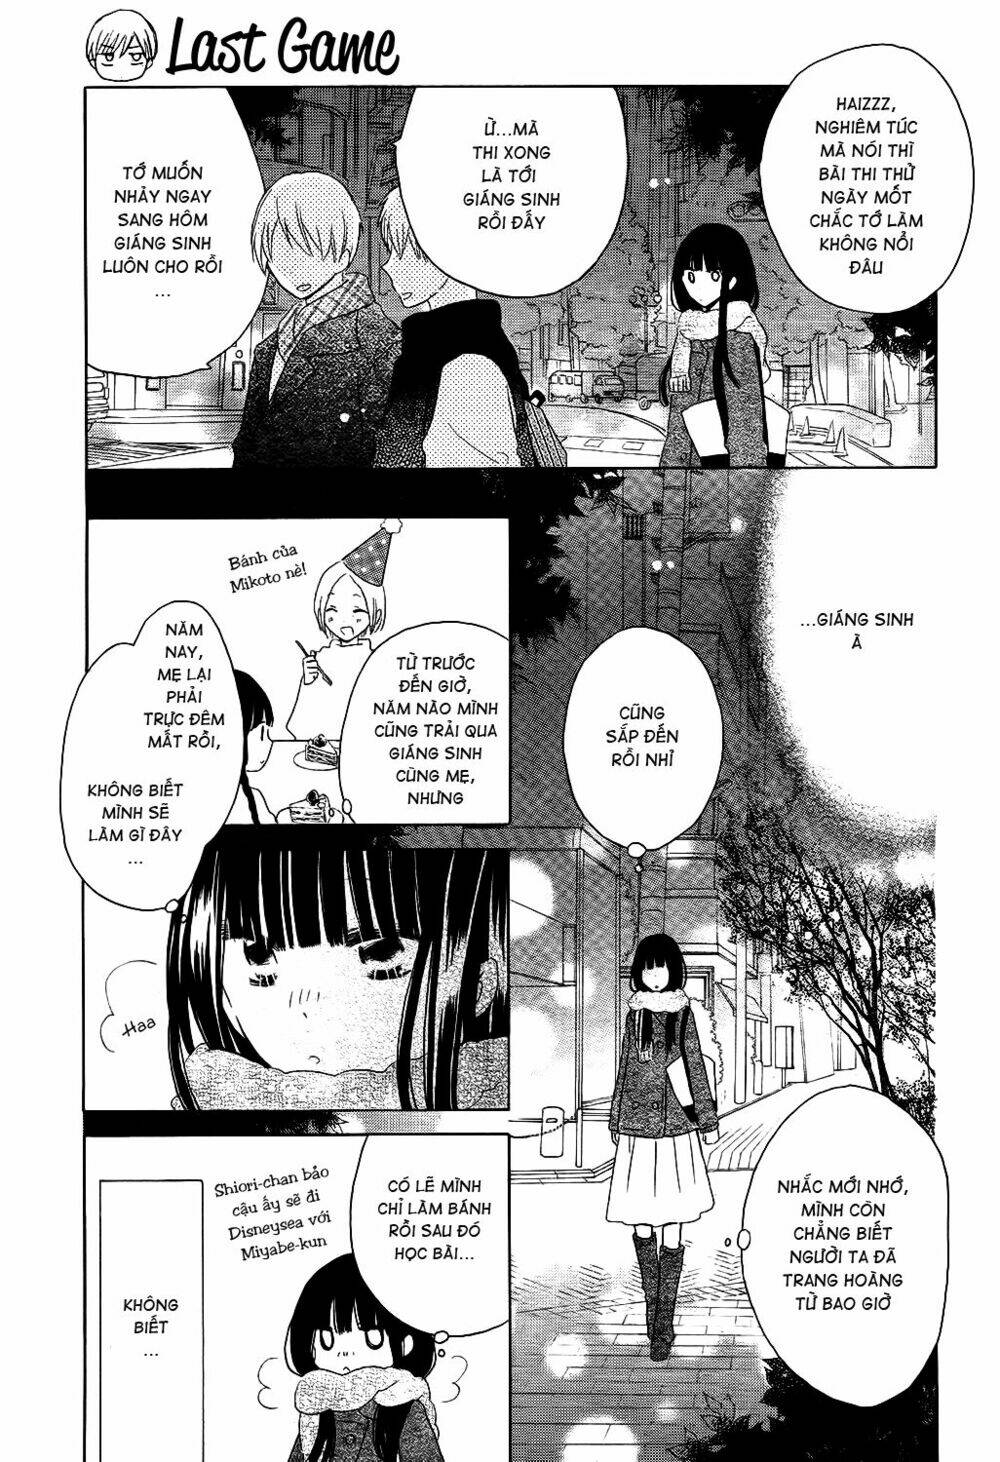 Last Game
HAIZZZ,
NGHIÊM TÚC
MÀ NÓI THÌ
BÀI THI THỬ
NGÀY MỐT
CHẮC TỚ LÀM
KHÔNG NỔI
ĐÂU
Ừ...MÀ
THI XONG
LÀ TỚI
GIÁNG SINH
RỒI ĐẤY
TỚ MUỐN
NHẢY NGAY
SANG HÔM
GIÁNG SINH
LUÔN CHO RỒI
...
...GIÁNG SINH
À
CŨNG
SẮP ĐẾN
RỒI NHỈ
NHẮC MỚI NHỚ,
MÌNH CÒN
CHẲNG BIẾT
NGƯỜI TA ĐÃ
TRANG HOÀNG
TỪ BAO GIỜ
Bánh của
Mikoto nè!
TỪ TRƯỚC
ĐẾN GIỜ,
NĂM NÀO MÌNH
CŨNG TRẢI QUA
GIÁNG SINH
CÙNG MẸ,
NHƯNG
NĂM
NAY,
MẸ LẠI
PHẢI
TRỰC ĐÊM
MẤT RỒI,
KHÔNG BIẾT
MÌNH SẼ
LÀM GÌ ĐÂY
...
Haa
CÓ LẼ MÌNH
CHỈ LÀM BÁNH
RỒI SAU ĐÓ
HỌC BÀI...
Shiori-chan bảo
cậu ấy sẽ đi
Disneysea với
Miyabe-kun
KHÔNG
BIẾT
...